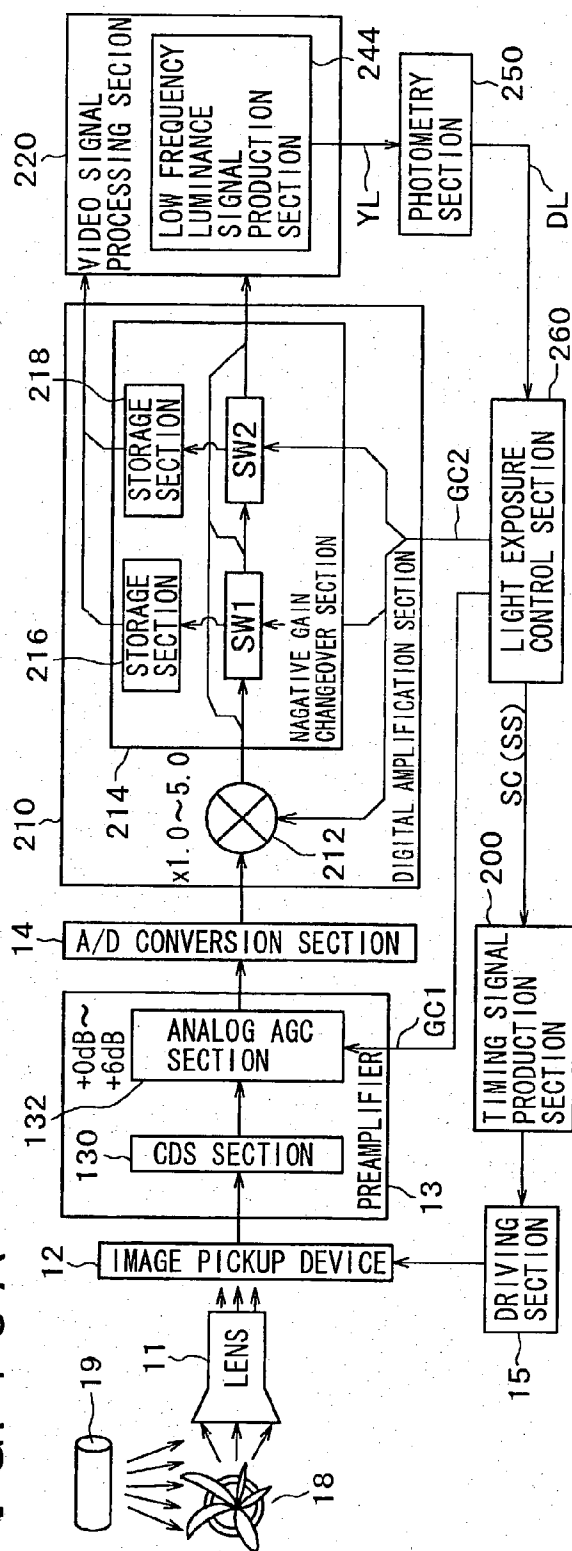 19
18
11
LENS
12
IMAGE PICKUP DEVICE
130
CDS SECTION
132
+0dB~
+6dB
ANALOG AGC
SECTION
PREAMPLIFIER
13
GC1
14
A/D CONVERSION SECTION
210
x1.0~5.0
212
DIGITAL AMPLIFICATION SECTION
214
NAGATIVE GAIN
CHANGEOVER SECTION
216
STORAGE
SECTION
SW1
218
STORAGE
SECTION
SW2
220
VIDEO SIGNAL
PROCESSING SECION
LOW FREQUENCY
LUMINANCE
SIGNAL
PRODUCTION
SECTION
244
YL
PHOTOMETRY
SECTION
250
DL
260
LIGHT EXPOSURE
CONTROL SECTION
GC2
SC(SS)
200
TIMING SIGNAL
PRODUCTION
SECTION
DRIVING
SECTION
15